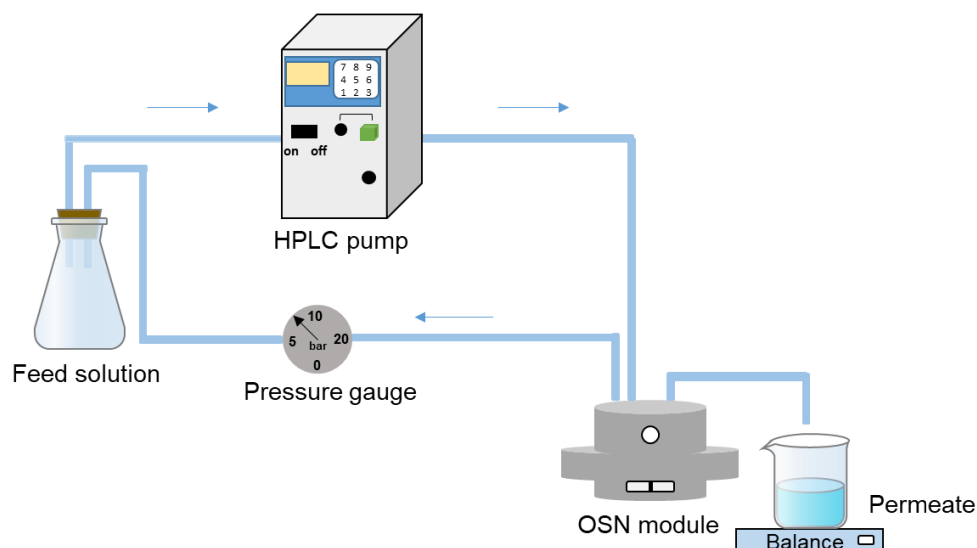 7 8 9
4 5 6
1 2 3
on off
HPLC pump
10
5 20
bar
0
Feed solution
Pressure gauge
OSN module
Permeate
Balance